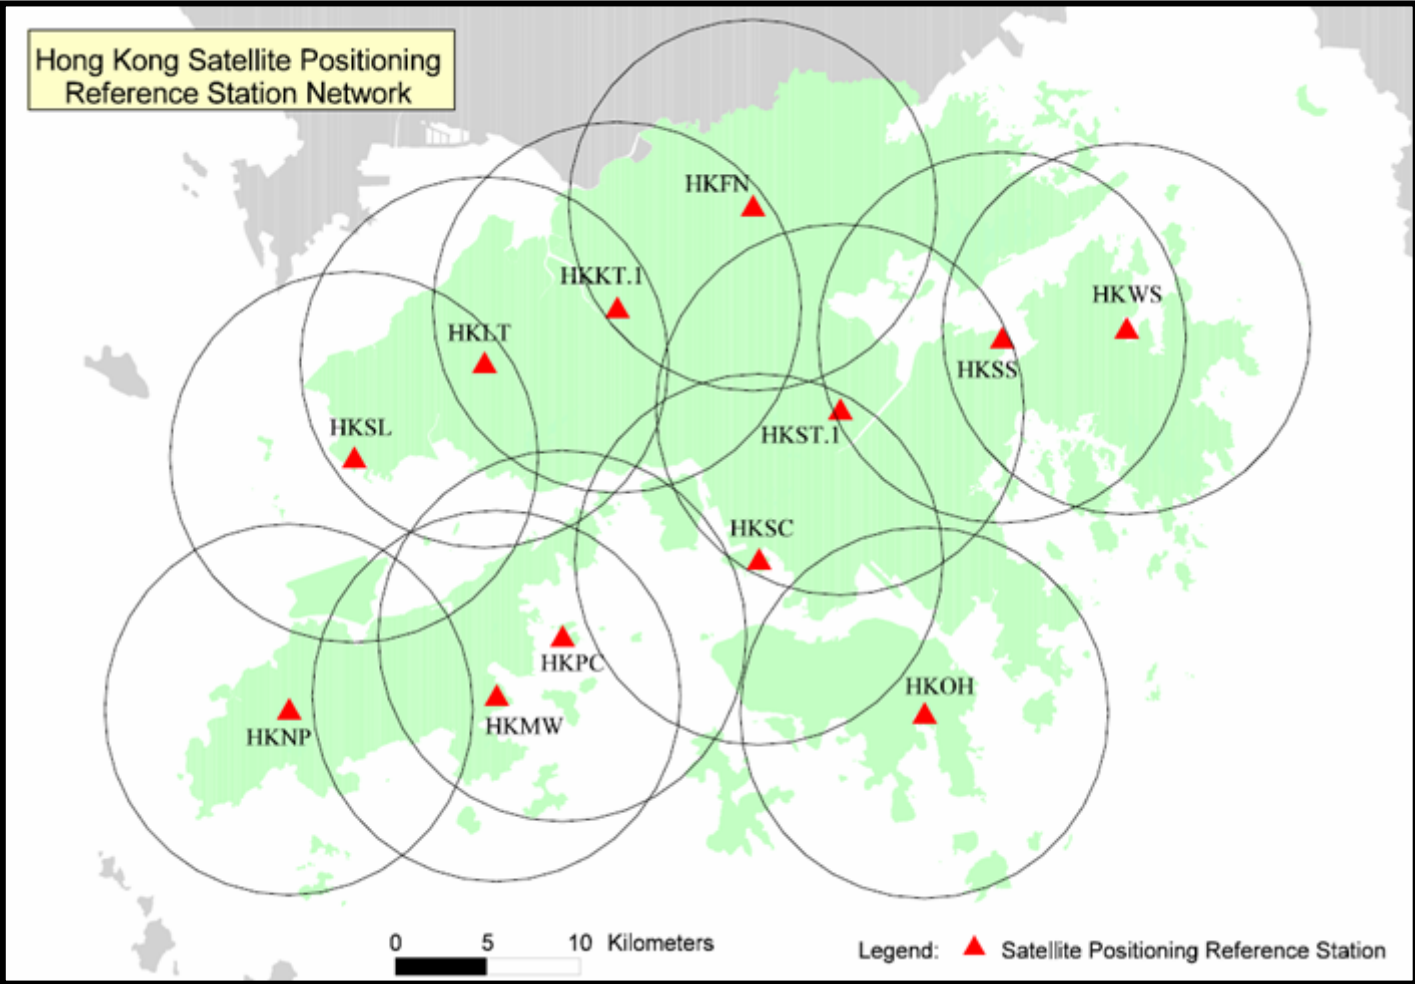 Hong Kong Satellite Positioning
Reference Station Network
HKFN
HKKT.1
HKWS
HKLT
HKSS
HKSL
HKST.1
HKSC
HKPC
HKOH
HKMW
HKNP
0 5 10 Kilometers
Legend: Satellite Positioning Reference Station